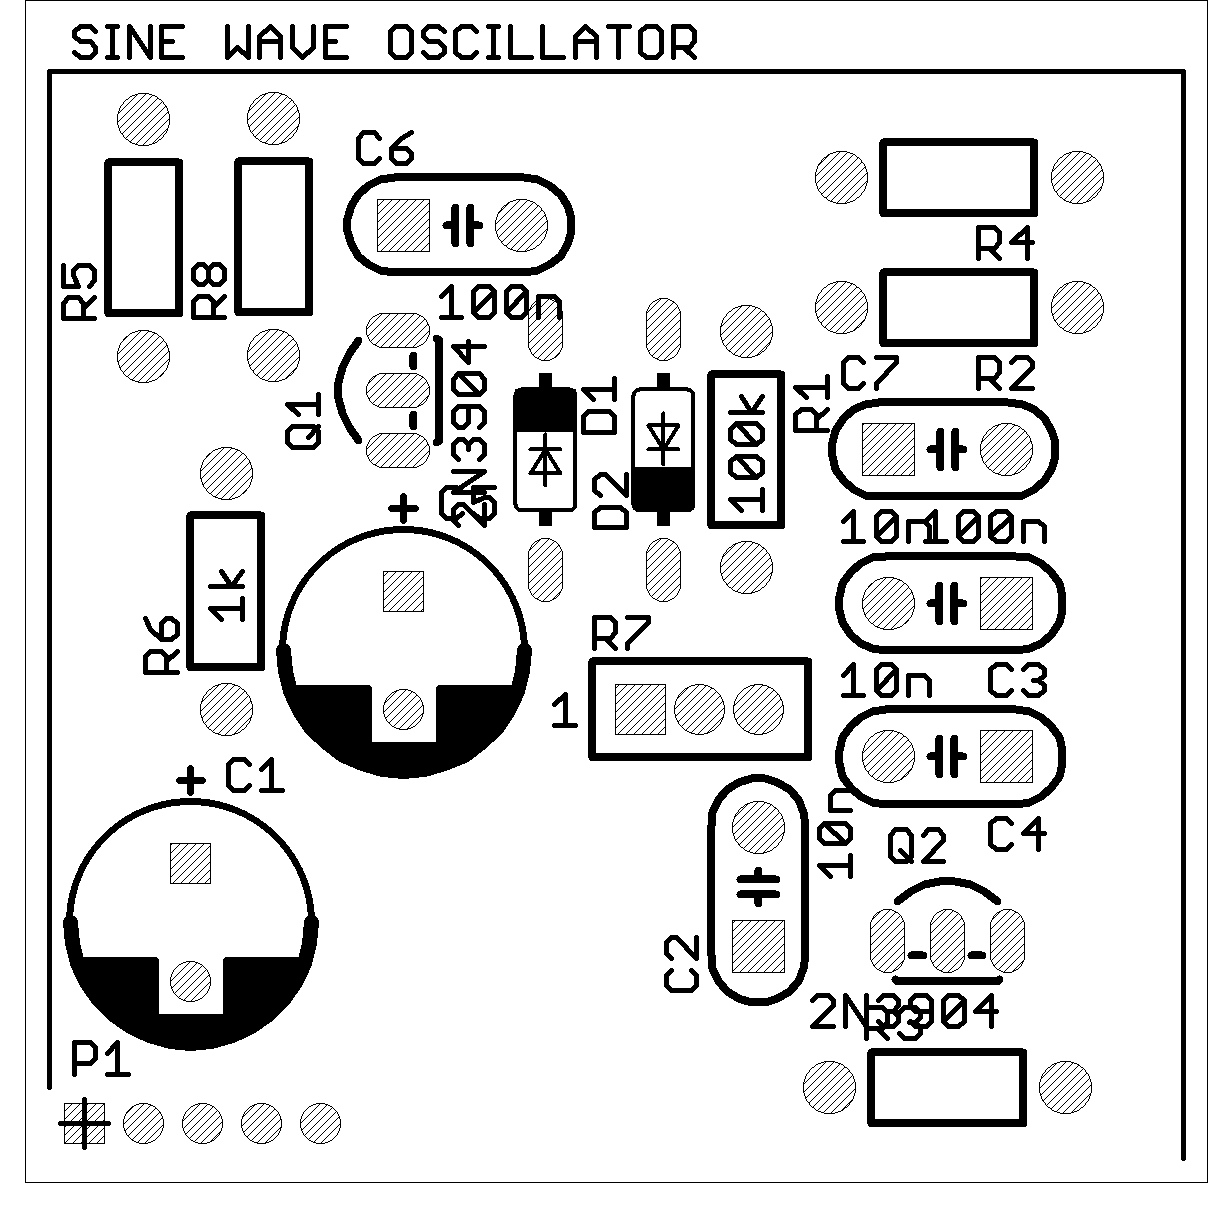 SINE WAVE OSCILLATOR
C6
R4
R5
R8
100n
C7
R2
Q1
2N3904
D1
R1
D2
100k
+
10n
100n
1k
R6
R7
10n
C3
1
+
C1
10n
C4
Q2
C2
2N3904
R3
P1